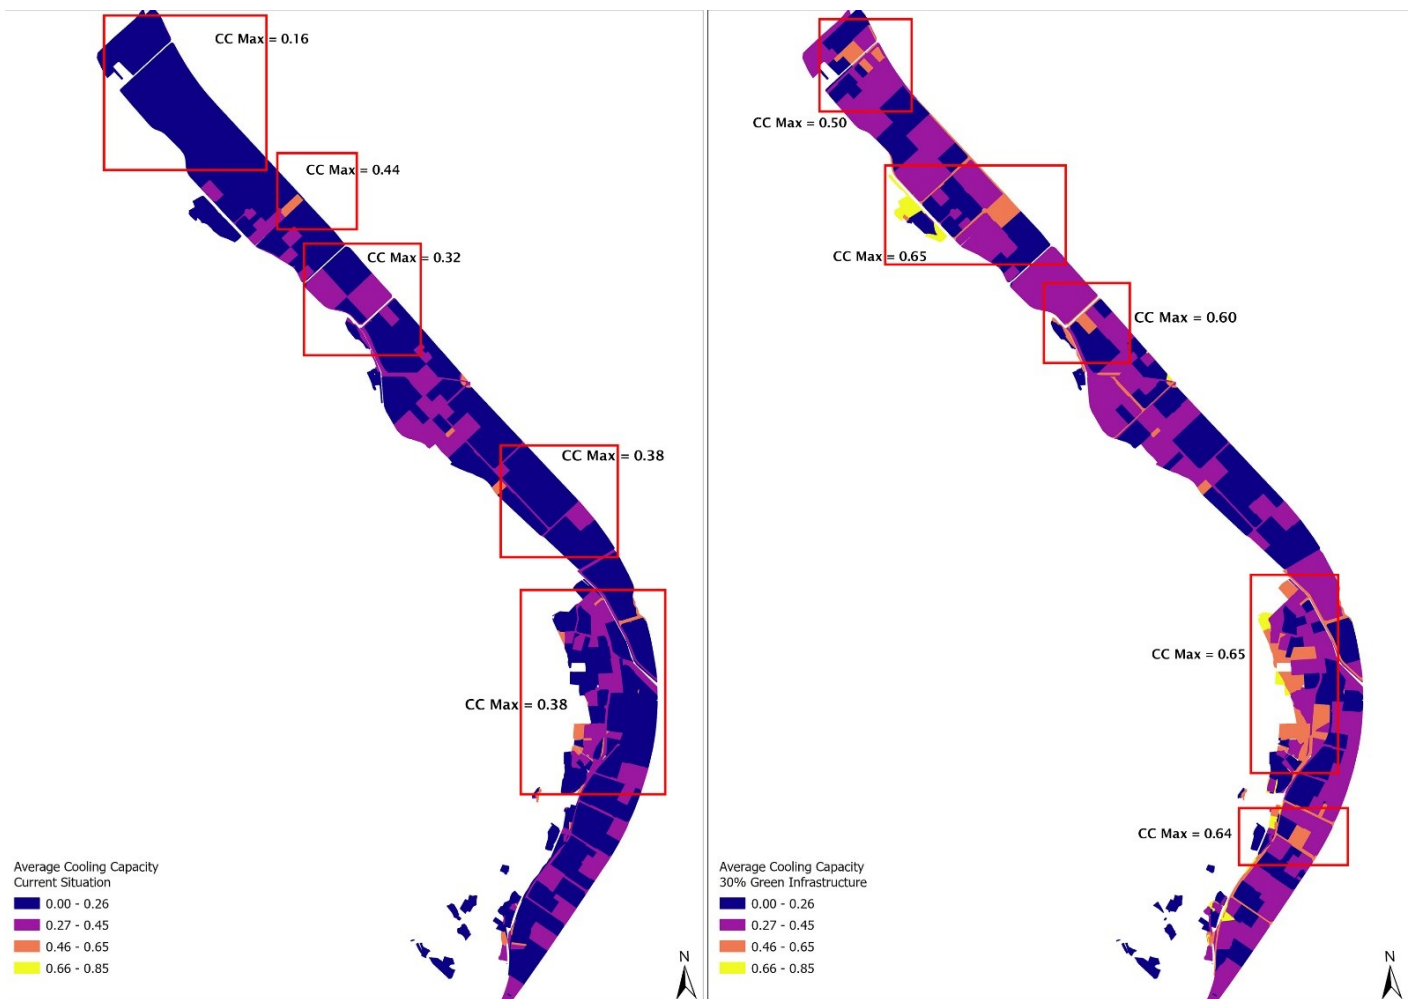 CC Max = 0.16
CC Max = 0.44
CC Max = 0.32
CC Max = 0.38
CC Max = 0.38
Average Cooling Capacity
Current Situation
0.00 - 0.26
0.27 - 0.45
0.46 - 0.65
0.66 - 0.85
N
CC Max = 0.50
CC Max = 0.65
CC Max = 0.60
CC Max = 0.65
CC Max = 0.64
Average Cooling Capacity
30% Green Infrastructure
0.00 - 0.26
0.27 - 0.45
0.46 - 0.65
0.66 - 0.85
N